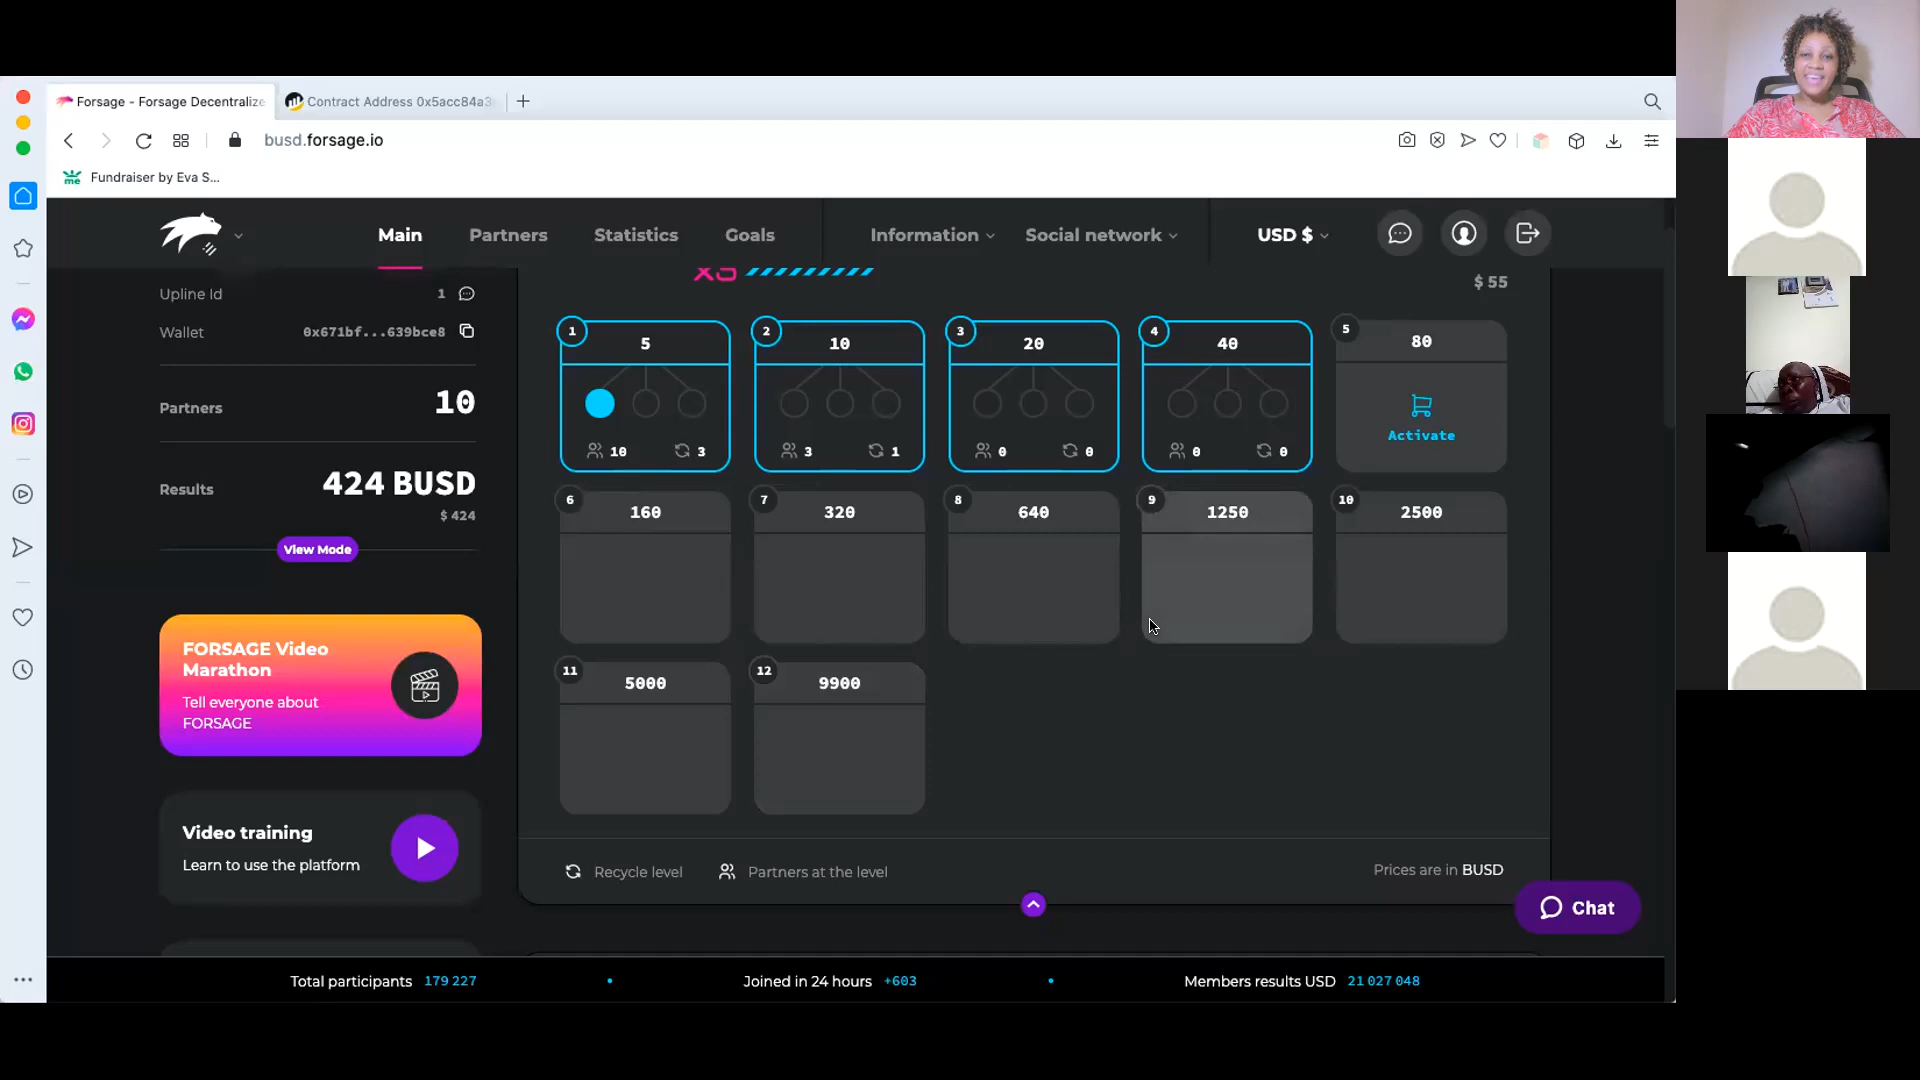 Forsage - Forsage Decentralize
Contract Address 0x5acc84a3
busd.forsage.io
Fundraiser by Eva S...
Main
Partners
Statistics
Goals
Information
Social network
USD $
Upline Id 1
Wallet 0x671bf...639bce8
Partners 10
Results 424 BUSD
$ 424
View Mode
FORSAGE Video
Marathon
Tell everyone about
FORSAGE
Video training
Learn to use the platform
X3
$ 55
1 5
10 3
2 10
3 1
3 20
0 0
4 40
0 0
5 80
Activate
6 160
7 320
8 640
9 1250
10 2500
11 5000
12 9900
Recycle level
Partners at the level
Prices are in BUSD
Chat
Total participants 179 227
Joined in 24 hours +603
Members results USD 21 027 048